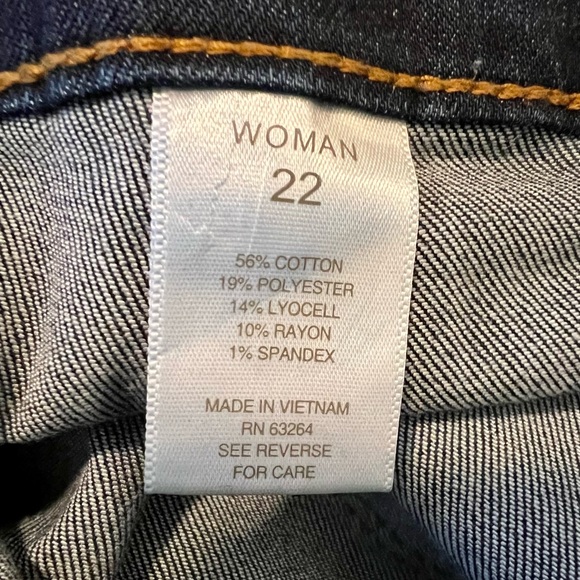 WOMAN
22
56% COTTON
19% POLYESTER
14% LYOCELL
10% RAYON
1% SPANDEX
MADE IN VIETNAM
RN 63264
SEE REVERSE
FOR CARE